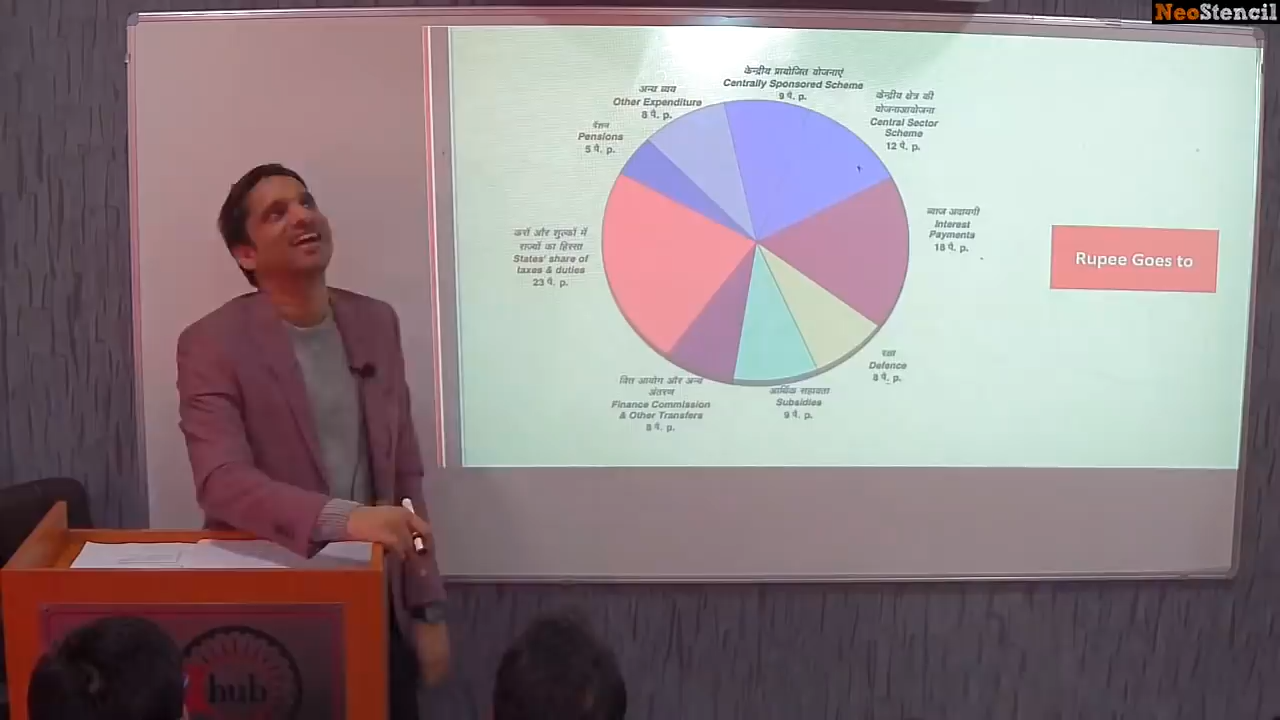 NeoStencil
केन्द्रीय प्रायोजित योजनाएं
Centrally Sponsored Scheme
9 पै. p.
केन्द्रीय क्षेत्र की
Central Sector
Scheme
12 पै. p.
अन्य व्यय
Other Expenditure
8 पै. p.
पेंशन
Pensions
5 पै. p.
ब्याज अदायगी
Interest
Payments
18 पै. p.
करों और शुल्कों में
राज्यों का हिस्सा
States' share of
taxes & duties
23 पै. p.
Rupee Goes to
रक्षा
Defence
8 पै. p.
वित्त आयोग और अन्य
अंतरण
Finance Commission
& Other Transfers
8 पै. p.
आर्थिक सहायता
Subsidies
9 पै. p.
hub